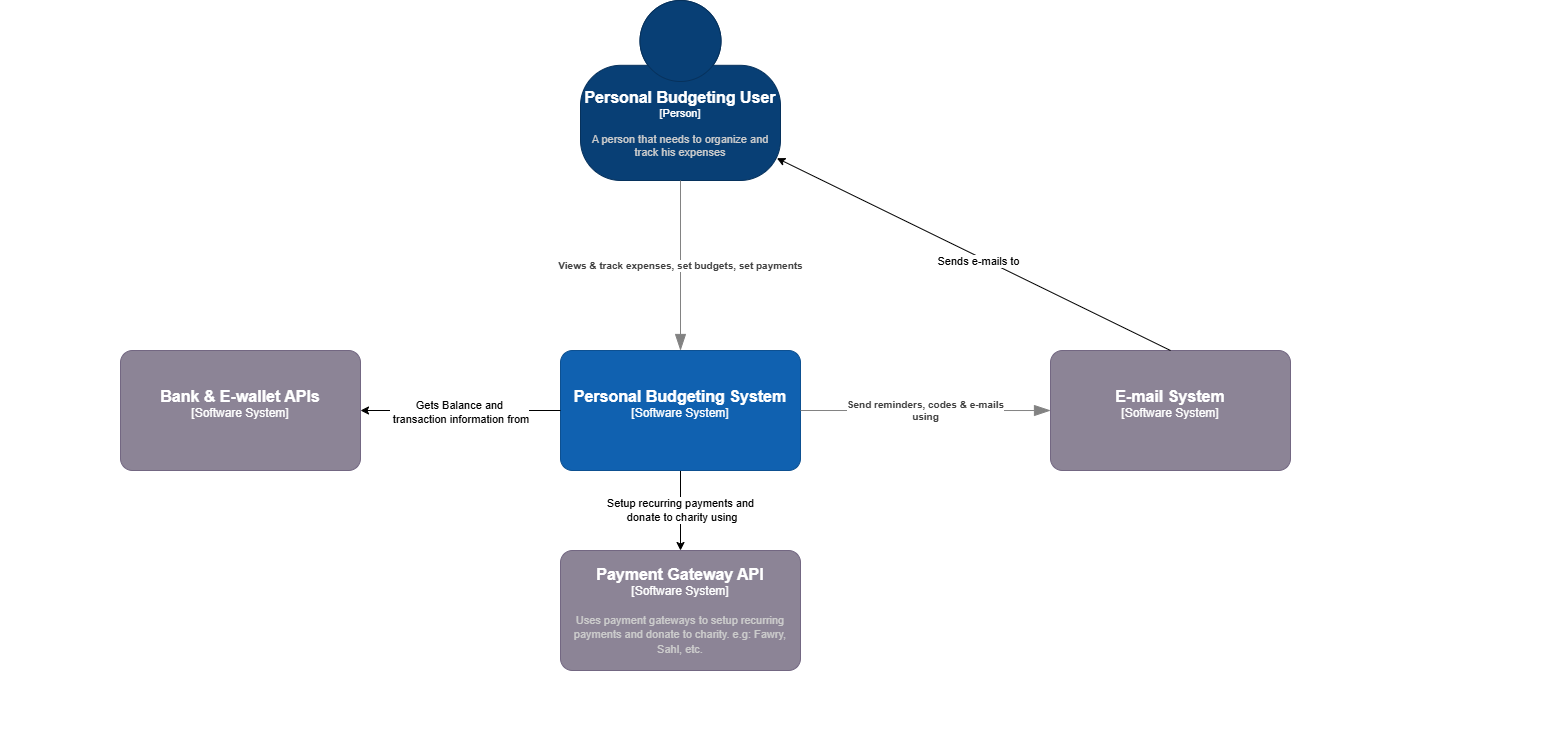 Personal Budgeting User
[Person]
A person that needs to organize and
track his expenses
Views & track expenses, set budgets, set payments
Sends e-mails to
Bank & E-wallet APIs
[Software System]
Gets Balance and
transaction information from
Personal Budgeting System
[Software System]
Send reminders, codes & e-mails
using
E-mail System
[Software System]
Setup recurring payments and
donate to charity using
Payment Gateway API
[Software System]
Uses payment gateways to setup recurring
payments and donate to charity. e.g: Fawry,
Sahl, etc.